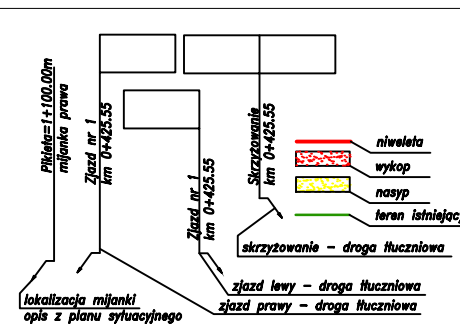 Pikieta=1+100.00m
mijanka prawa
Zjazd nr 1
km 0+425.55
Zjazd nr 1
km 0+425.55
Skrzyżowanie
km 0+425.55
niweleta
wykop
nasyp
teren istniejąc
skrzyżowanie – droga tłuczniowa
zjazd lewy – droga tłuczniowa
zjazd prawy – droga tłuczniowa
lokalizacja mijanki
opis z planu sytuacyjnego